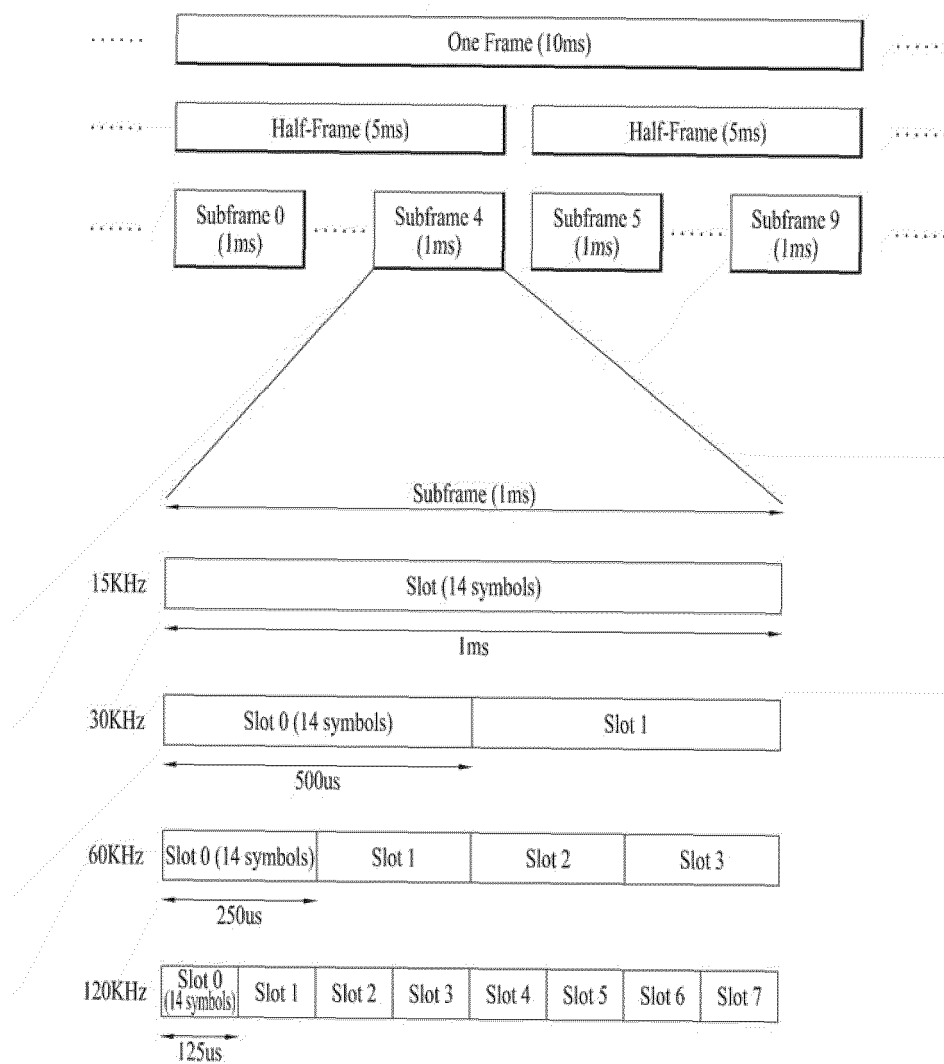 ...... One Frame (10ms) ......
...... Half-Frame (5ms) Half-Frame (5ms) ......
...... Subframe 0 ...... Subframe 4 Subframe 5 ...... Subframe 9 ......
(1ms) (1ms) (1ms) (1ms)
Subframe (1ms)
15KHz Slot (14 symbols)
1ms
30KHz Slot 0 (14 symbols) Slot 1
500us
60KHz Slot 0 (14 symbols) Slot 1 Slot 2 Slot 3
250us
120KHz Slot 0 (14 symbols) Slot 1 Slot 2 Slot 3 Slot 4 Slot 5 Slot 6 Slot 7
125us